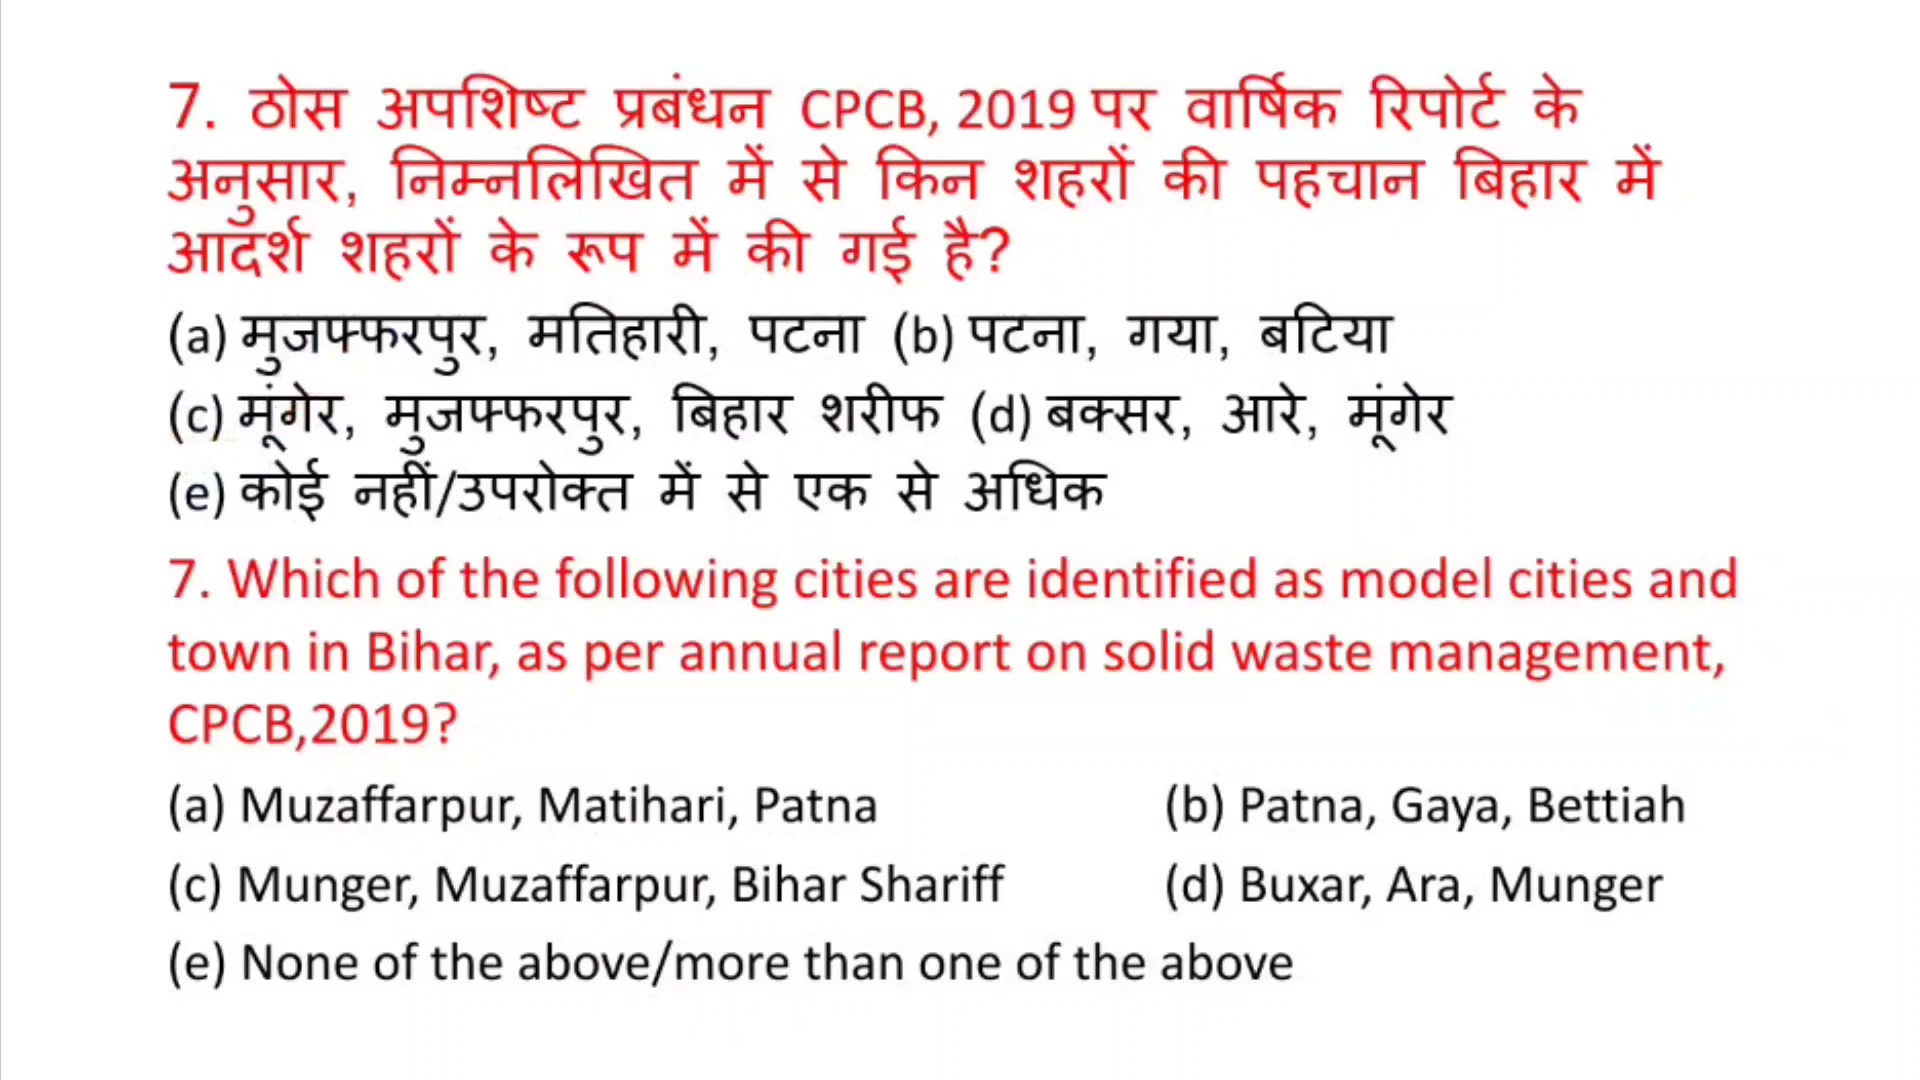 7. ठोस अपशिष्ट प्रबंधन CPCB, 2019 पर वार्षिक रिपोर्ट के
अनुसार, निम्नलिखित में से किन शहरों की पहचान बिहार में
आदर्श शहरों के रूप में की गई है?
(a) मुजफ्फरपुर, मतिहारी, पटना (b) पटना, गया, बटिया
(c) मूंगेर, मुजफ्फरपुर, बिहार शरीफ (d) बक्सर, आरे, मूंगेर
(e) कोई नहीं/उपरोक्त में से एक से अधिक
7. Which of the following cities are identified as model cities and
town in Bihar, as per annual report on solid waste management,
CPCB,2019?
(a) Muzaffarpur, Matihari, Patna (b) Patna, Gaya, Bettiah
(c) Munger, Muzaffarpur, Bihar Shariff (d) Buxar, Ara, Munger
(e) None of the above/more than one of the above